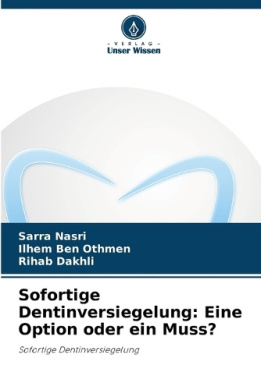 - VERLAG -
Unser Wissen
Sarra Nasri
Ilhem Ben Othmen
Rihab Dakhli
Sofortige
Dentinversiegelung: Eine
Option oder ein Muss?
Sofortige Dentinversiegelung